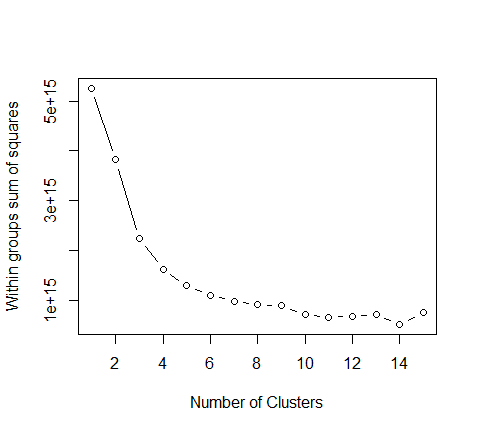 Within groups sum of squares
5e+15
3e+15
1e+15
2 4 6 8 10 12 14
Number of Clusters